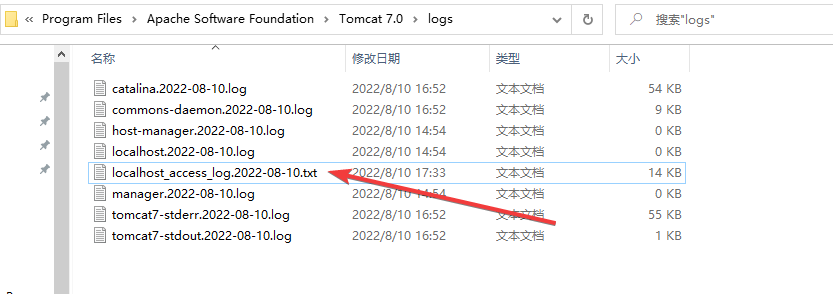 « Program Files › Apache Software Foundation › Tomcat 7.0 › logs
搜索"logs"
名称 修改日期 类型 大小
catalina.2022-08-10.log 2022/8/10 16:52 文本文档 54 KB
commons-daemon.2022-08-10.log 2022/8/10 16:52 文本文档 9 KB
host-manager.2022-08-10.log 2022/8/10 14:54 文本文档 0 KB
localhost.2022-08-10.log 2022/8/10 14:54 文本文档 0 KB
localhost_access_log.2022-08-10.txt 2022/8/10 17:33 文本文档 14 KB
manager.2022-08-10.log 2022/8/10 14:54 文本文档 0 KB
tomcat7-stderr.2022-08-10.log 2022/8/10 16:52 文本文档 55 KB
tomcat7-stdout.2022-08-10.log 2022/8/10 16:52 文本文档 1 KB